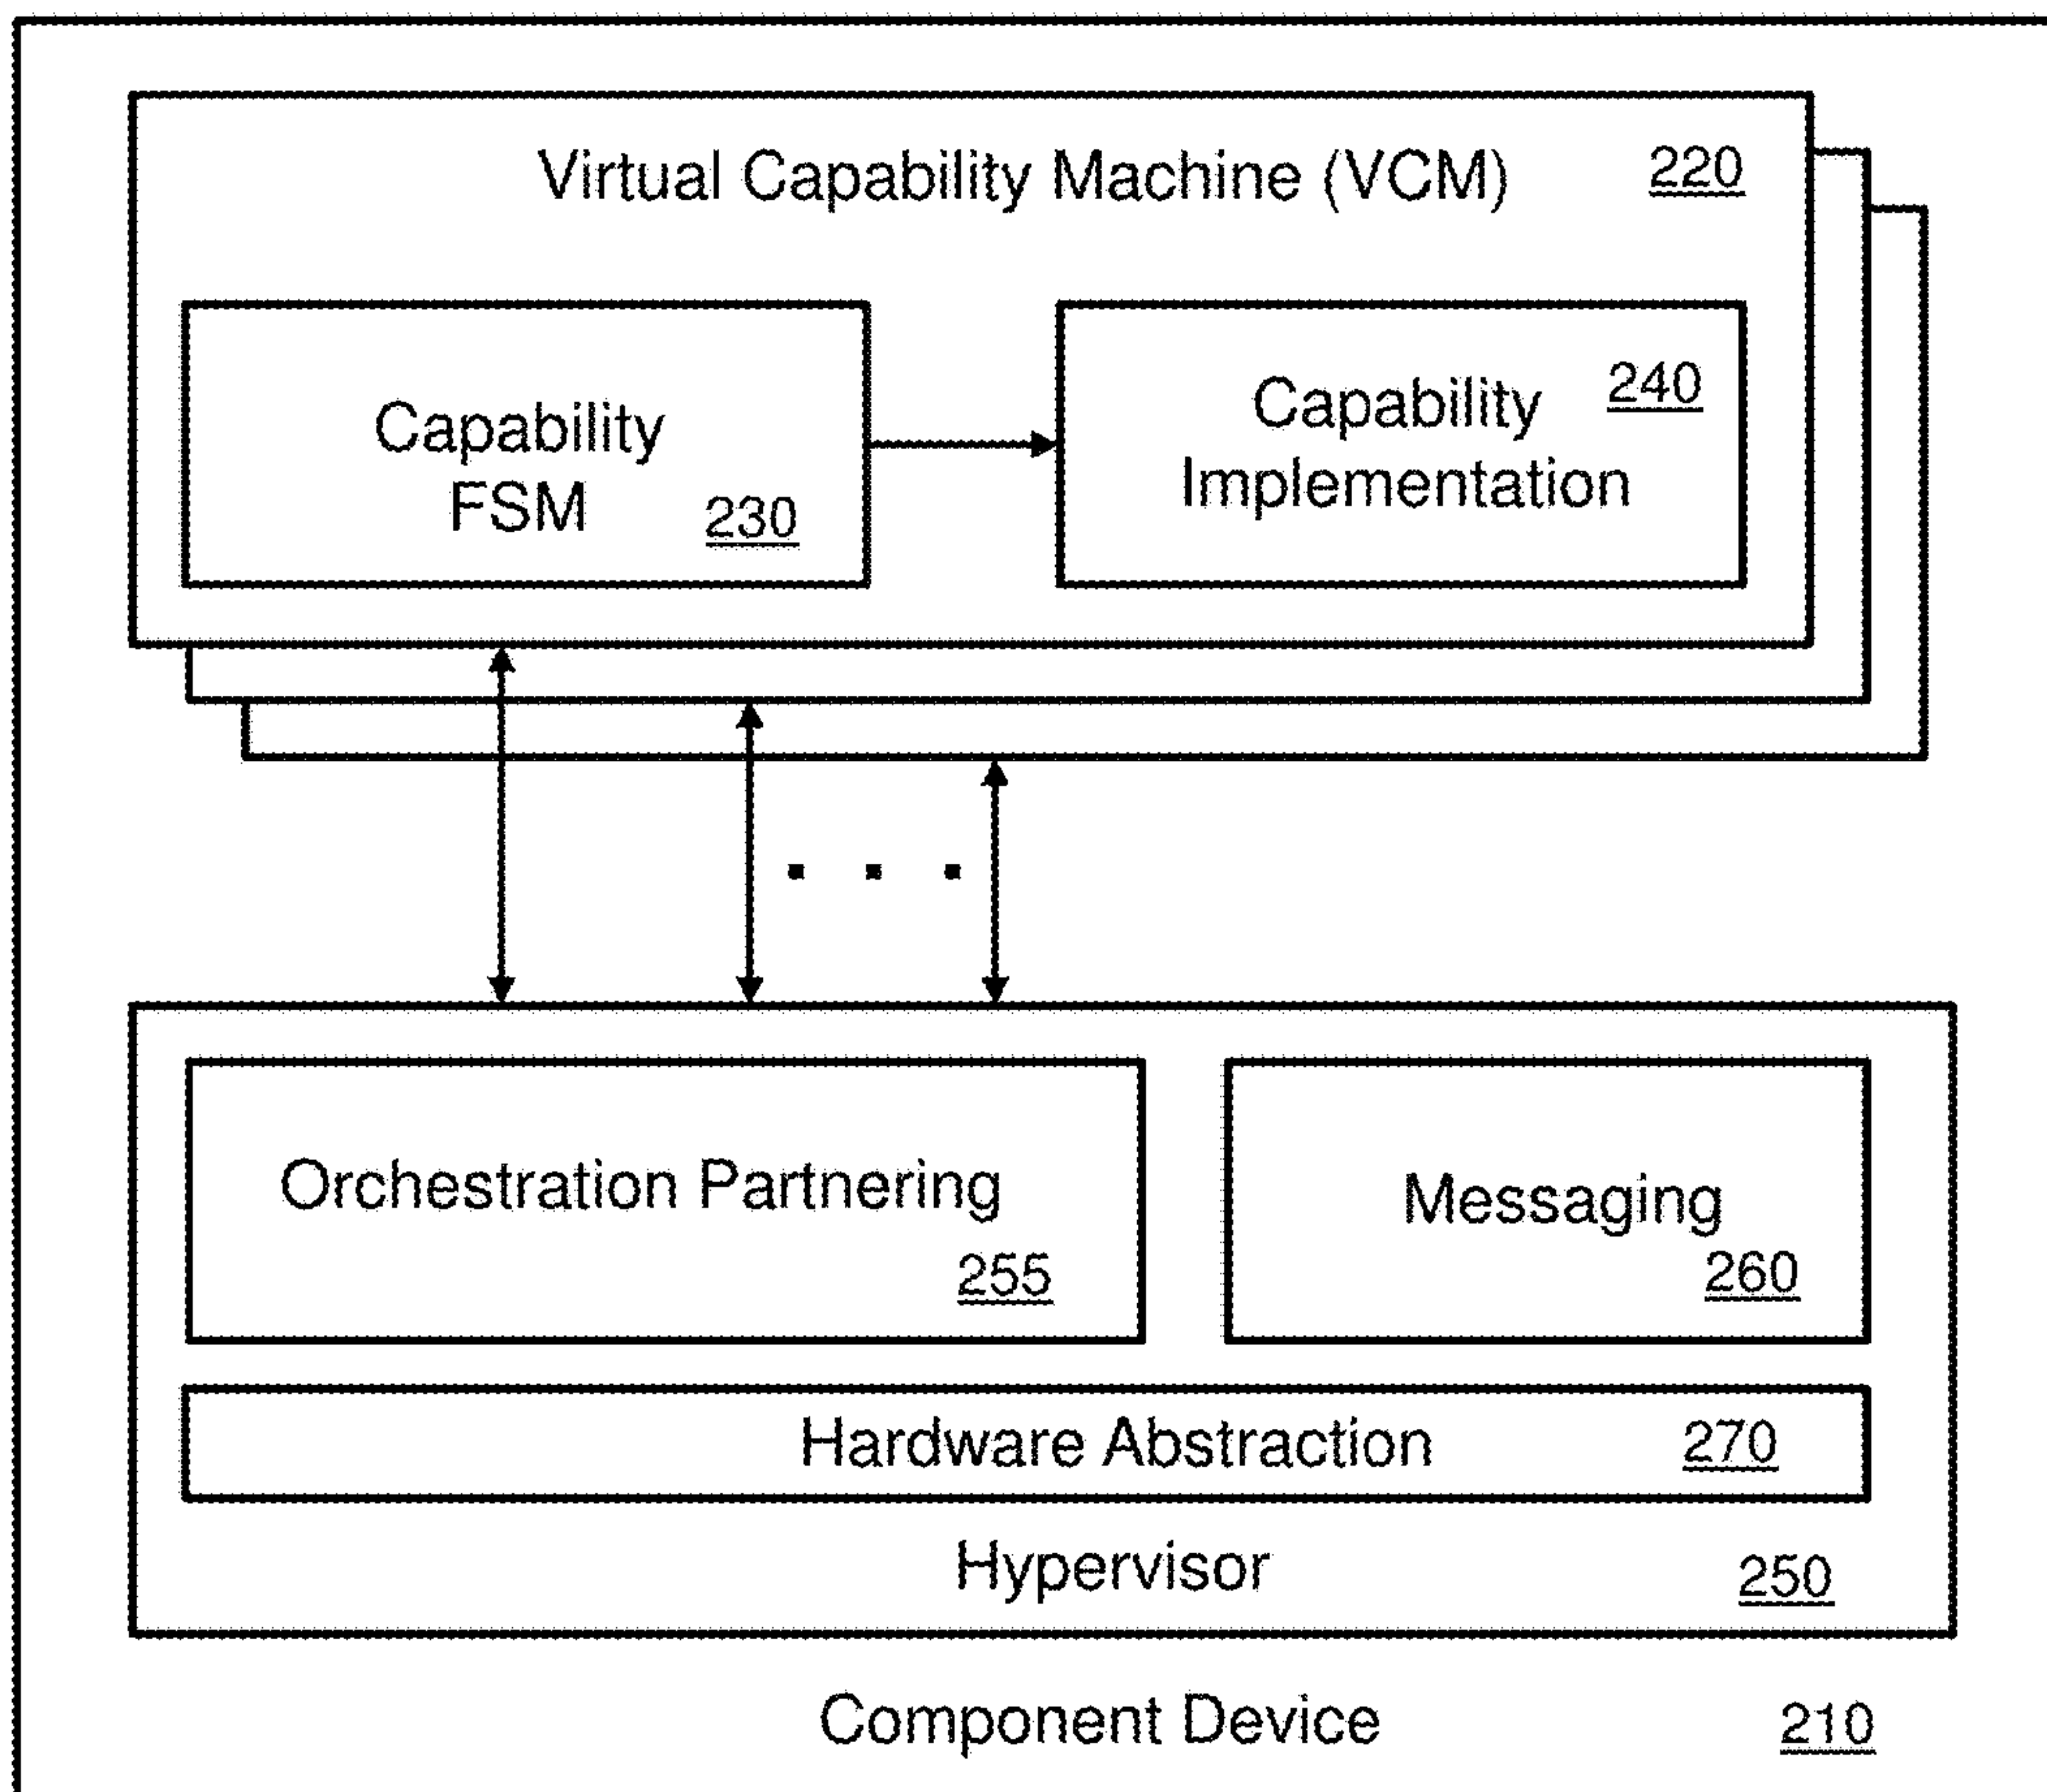 Virtual Capability Machine (VCM) 220
Capability
FSM 230
Capability 240
Implementation
Orchestration Partnering
255
Messaging
260
Hardware Abstraction 270
Hypervisor 250
Component Device 210